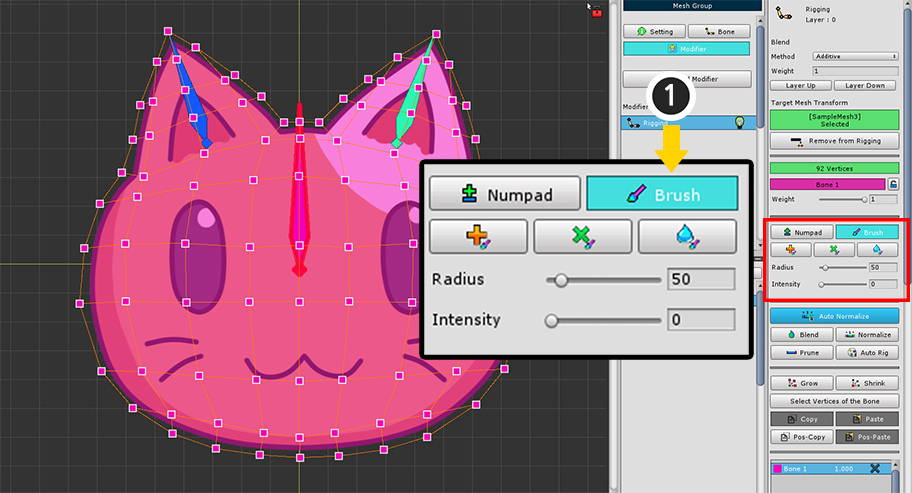 Mesh Group
Setting
Bone
Modifier
Modifier
Modifier
Rigging
1
Numpad
Brush
Radius
50
Intensity
0
Rigging
Layer : 0
Blend
Method
Additive
Weight
1
Layer Up
Layer Down
Target Mesh Transform
[SampleMesh3]
Selected
Remove from Rigging
92 Vertices
Bone 1
Weight
1
Numpad
Brush
Radius
50
Intensity
0
Auto Normalize
Blend
Normalize
Prune
Auto Rig
Grow
Shrink
Select Vertices of the Bone
Copy
Paste
Pos-Copy
Pos-Paste
Bone 1 1.000